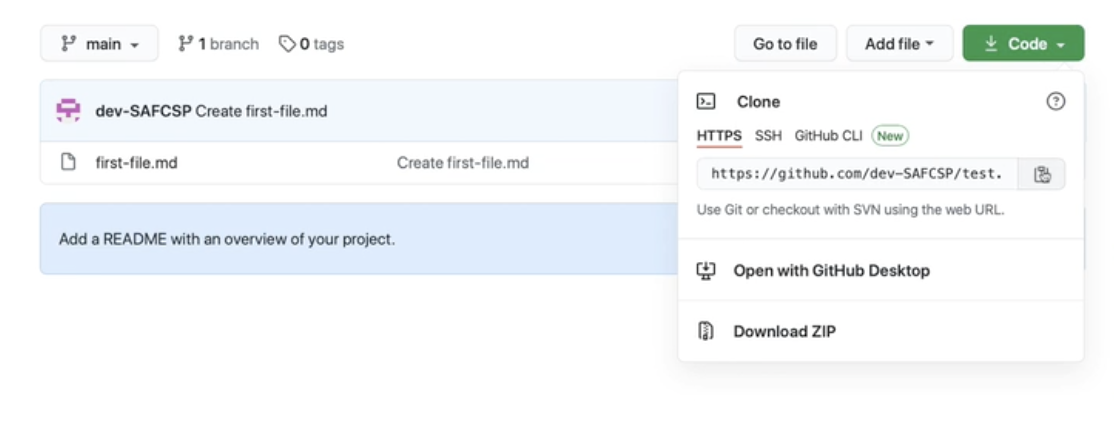 main 1 branch 0 tags Go to file Add file Code
dev-SAFCSP Create first-file.md
first-file.md Create first-file.md
Add a README with an overview of your project.
Clone
HTTPS SSH GitHub CLI New
https://github.com/dev-SAFCSP/test.
Use Git or checkout with SVN using the web URL.
Open with GitHub Desktop
Download ZIP